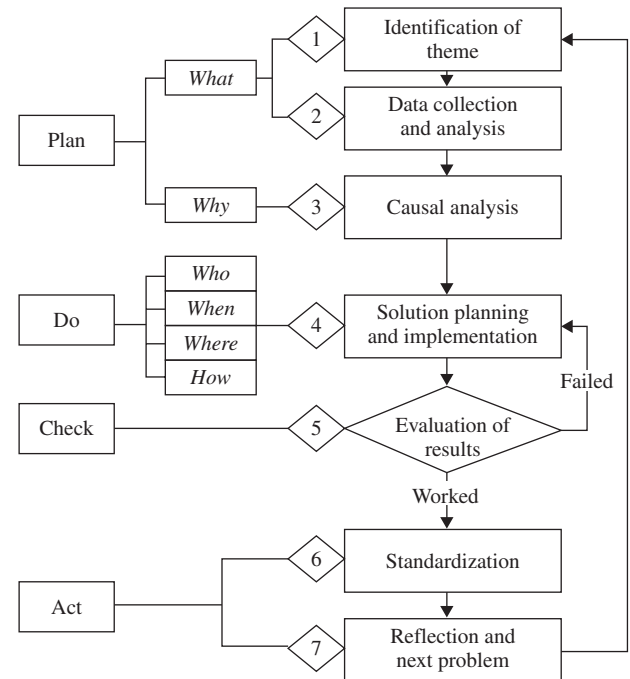 1
Identification of
theme
What
2
Data collection
and analysis
Plan
Why
3
Causal analysis
Who
When
Do
4
Solution planning
and implementation
Where
How
Failed
Check
5
Evaluation of
results
Worked
6
Standardization
Act
7
Reflection and
next problem